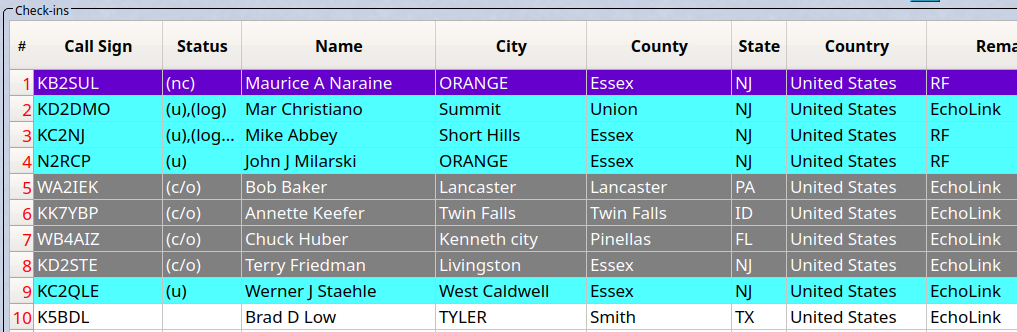 Check-ins
# Call Sign Status Name City County State Country Rema
1 KB2SUL (nc) Maurice A Naraine ORANGE Essex NJ United States RF
2 KD2DMO (u),(log) Mar Christiano Summit Union NJ United States EchoLink
3 KC2NJ (u),(log... Mike Abbey Short Hills Essex NJ United States RF
4 N2RCP (u) John J Milarski ORANGE Essex NJ United States RF
5 WA2IEK (c/o) Bob Baker Lancaster Lancaster PA United States EchoLink
6 KK7YBP (c/o) Annette Keefer Twin Falls Twin Falls ID United States EchoLink
7 WB4AIZ (c/o) Chuck Huber Kenneth city Pinellas FL United States EchoLink
8 KD2STE (c/o) Terry Friedman Livingston Essex NJ United States EchoLink
9 KC2QLE (u) Werner J Staehle West Caldwell Essex NJ United States EchoLink
10 K5BDL Brad D Low TYLER Smith TX United States EchoLink